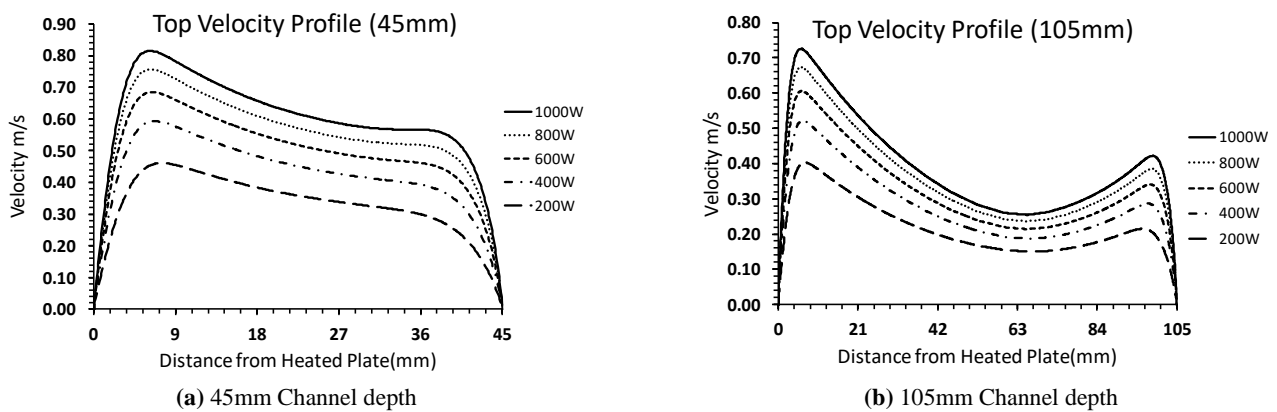 Top Velocity Profile (45mm)
0.90
0.80
0.70
0.60
0.50
0.40
0.30
0.20
0.10
0.00
Velocity m/s
0 9 18 27 36 45
Distance from Heated Plate(mm)
1000W
800W
600W
400W
200W
(a) 45mm Channel depth
Top Velocity Profile (105mm)
0.80
0.70
0.60
0.50
0.40
0.30
0.20
0.10
0.00
Velocity m/s
0 21 42 63 84 105
Distance from Heated Plate(mm)
1000W
800W
600W
400W
200W
(b) 105mm Channel depth